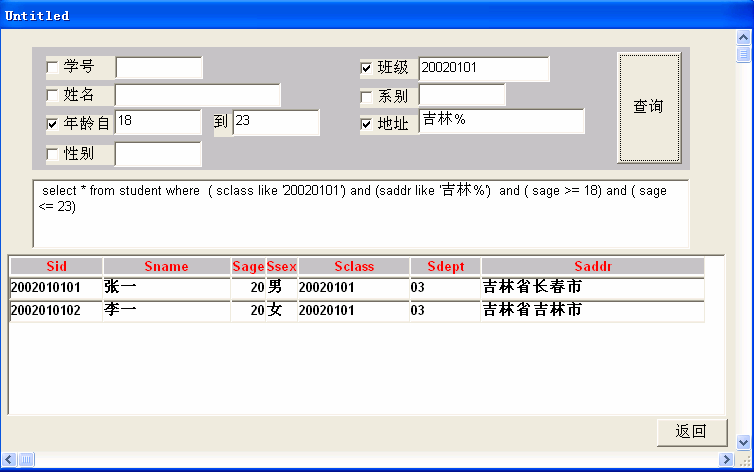 Untitled
学号 班级 20020101
姓名 系别
年龄自 18 到 23 地址 吉林%
性别
查询
select * from student where ( sclass like '20020101') and (saddr like '吉林%') and ( sage >= 18) and ( sage
<= 23)
Sid Sname Sage Ssex Sclass Sdept Saddr
2002010101 张一 20 男 20020101 03 吉林省长春市
2002010102 李一 20 女 20020101 03 吉林省吉林市
返回